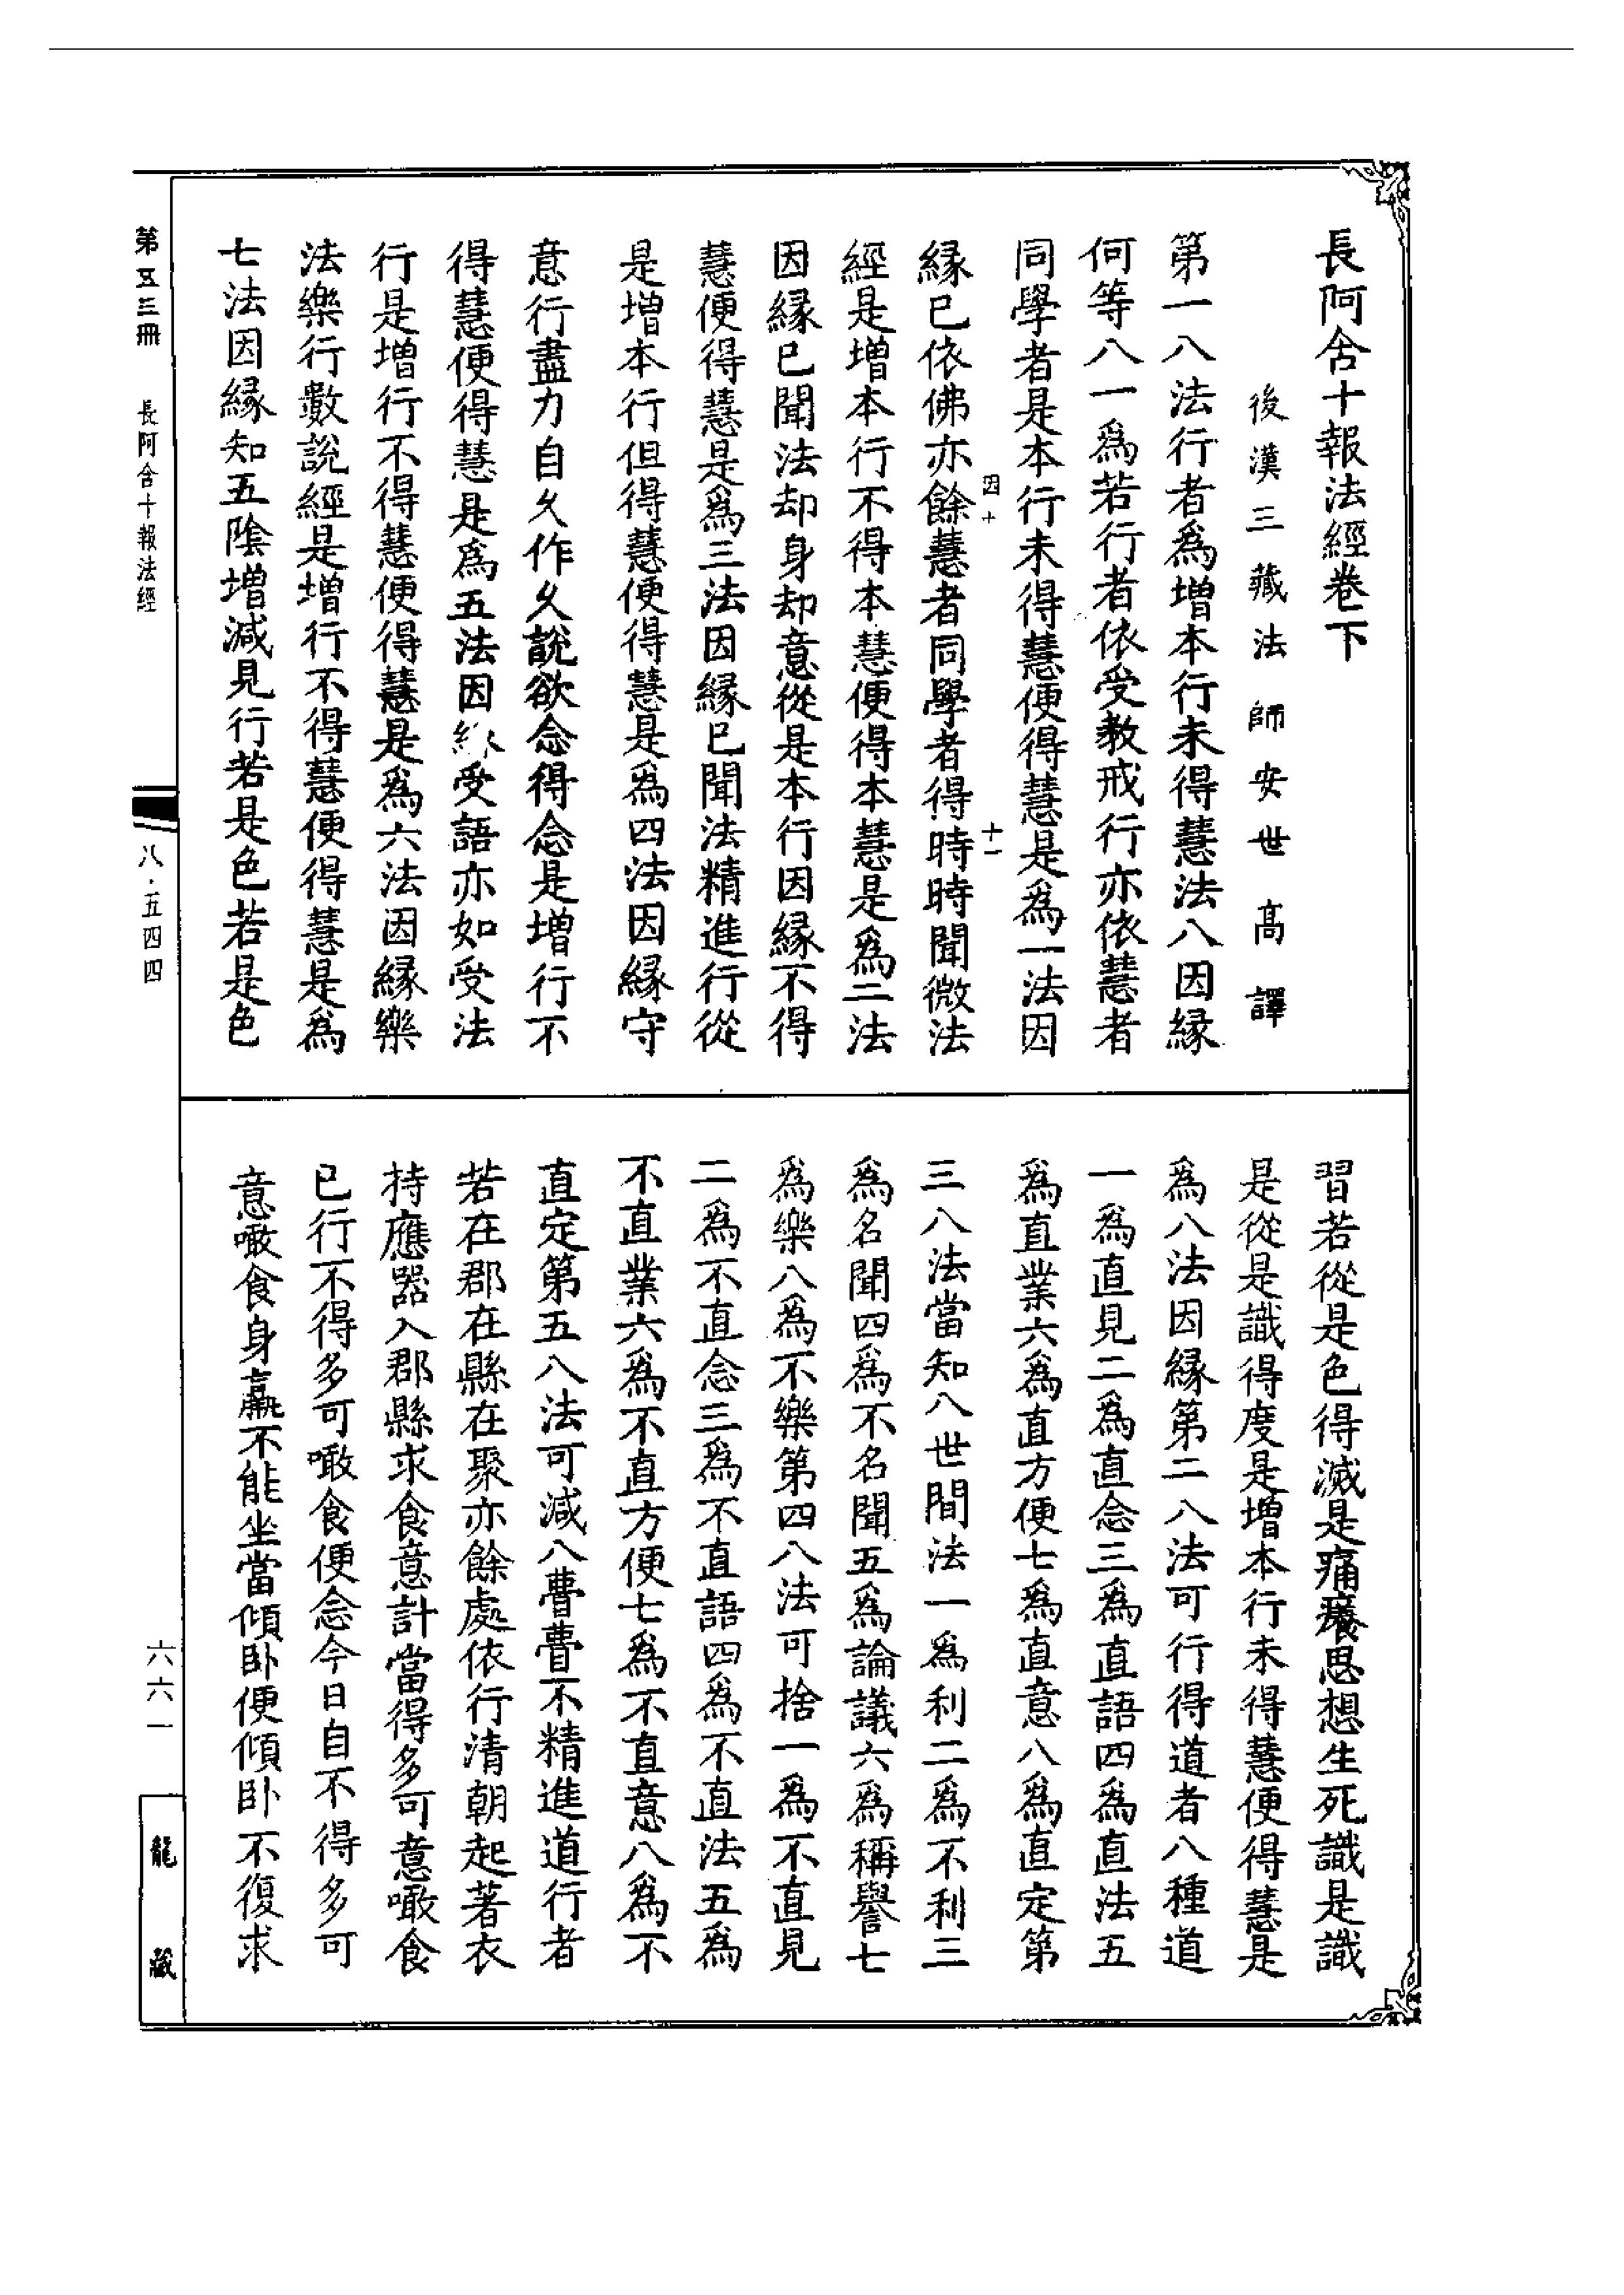 長阿含十報法經卷下
後漢三藏法師安世高譯
第一八法行者爲增本行未得慧法八因緣
何等八一爲若行者依受教戒行亦依慧者
同學者是本行未得慧便得慧是爲一法因
緣已依佛亦餘慧者同學者得時時聞微法
經是增本行不得本慧便得本慧是爲二法
因緣已聞法却身却意從是本行因緣不得
慧便得慧是爲三法因緣已聞法精進行從
是增本行但得慧便得慧是爲四法因緣守
意行盡力自久作久說欲念得念是增行不
得慧便得慧是爲五法因緣受語亦如受法
行是增行不得慧便得慧是爲六法因緣樂
法樂行數說經是增行不得慧便得慧是爲
七法因緣知五陰增減見行若是色若是色
習若從是色得滅是痛癢思想生死識是識
是從是識得度是增本行未得慧便得慧是
爲八法因緣第二八法可行得道者八種道
一爲直見二爲直念三爲直語四爲直法五
爲直業六爲直方便七爲直意八爲直定第
三八法當知八世間法一爲利二爲不利三
爲名聞四爲不名聞五爲論議六爲稱譽七
爲樂八爲不樂第四八法可捨一爲不直見
二爲不直念三爲不直語四爲不直法五爲
不直業六爲不直方便七爲不直意八爲不
直定第五八法可減八瞢瞢不精進道行者
若在郡在縣在聚亦餘處依行清朝起著衣
持應器入郡縣求食意計當得多可意噉食
已行不得多可噉食便念今日自不得多可
意噉食身羸不能坐當傾臥便傾臥不復求
因十
十一
第五三冊 長阿含十報法經
八·五四四
六六一
龍藏